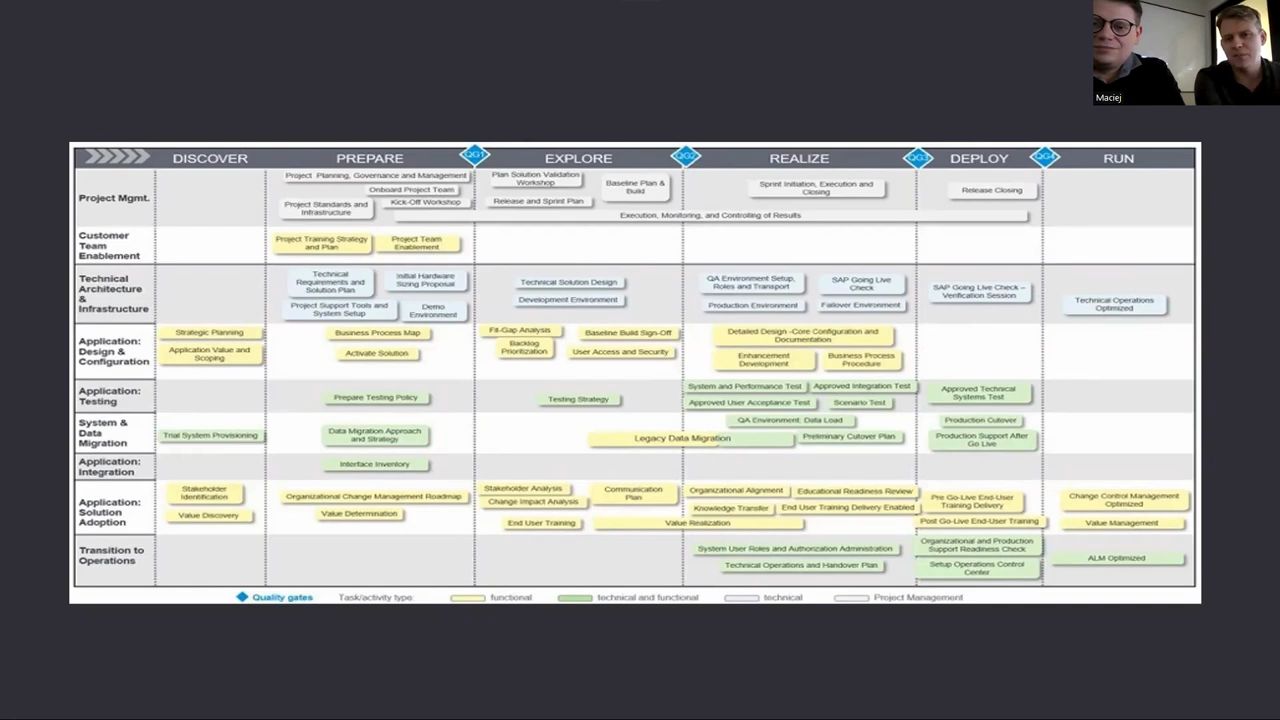 Maciej
DISCOVER
PREPARE
QG1
EXPLORE
QG2
REALIZE
QG3
DEPLOY
QG4
RUN
Project Mgmt.
Project Planning, Governance and Management
Onboard Project Team
Project Standards and
Infrastructure
Kick-Off Workshop
Plan Solution Validation
Workshop
Baseline Plan &
Build
Release and Sprint Plan
Sprint Initiation, Execution and
Closing
Release Closing
Execution, Monitoring, and Controlling of Results
Customer
Team
Enablement
Project Training Strategy
and Plan
Project Team
Enablement
Technical
Architecture
&
Infrastructure
Technical
Requirements and
Solution Plan
Initial Hardware
Sizing Proposal
Project Support Tools and
System Setup
Demo
Environment
Technical Solution Design
Development Environment
QA Environment Setup,
Roles and Transport
SAP Going Live
Check
Production Environment
Failover Environment
SAP Going Live Check –
Verification Session
Technical Operations
Optimized
Application:
Design &
Configuration
Strategic Planning
Application Value and
Scoping
Business Process Map
Activate Solution
Fit-Gap Analysis
Baseline Build Sign-Off
Backlog
Prioritization
User Access and Security
Detailed Design -Core Configuration and
Documentation
Enhancement
Development
Business Process
Procedure
Application:
Testing
Prepare Testing Policy
Testing Strategy
System and Performance Test
Approved Integration Test
Approved User Acceptance Test
Scenario Test
Approved Technical
Systems Test
System &
Data
Migration
Trial System Provisioning
Data Migration Approach
and Strategy
Legacy Data Migration
QA Environment: Data Load
Preliminary Cutover Plan
Production Cutover
Production Support After
Go Live
Application:
Integration
Interface Inventory
Application:
Solution
Adoption
Stakeholder
Identification
Value Discovery
Organizational Change Management Roadmap
Value Determination
Stakeholder Analysis
Change Impact Analysis
Communication
Plan
End User Training
Value Realization
Organizational Alignment
Educational Readiness Review
Knowledge Transfer
End User Training Delivery Enabled
Pre Go-Live End-User
Training Delivery
Post Go-Live End-User Training
Change Control Management
Optimized
Value Management
Transition to
Operations
System User Roles and Authorization Administration
Technical Operations and Handover Plan
Organizational and Production
Support Readiness Check
Setup Operations Control
Center
ALM Optimized
Quality gates
Task/activity type:
functional
technical and functional
technical
Project Management